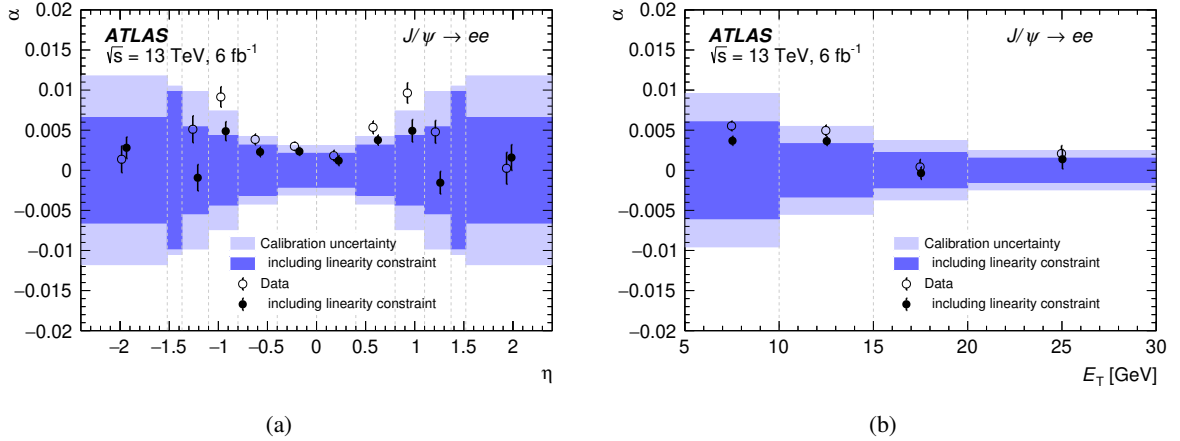 α
ATLAS
√s = 13 TeV, 6 fb⁻¹
J/ψ → ee
0.02
0.015
0.01
0.005
0
−0.005
−0.01
−0.015
−0.02
Calibration uncertainty
including linearity constraint
Data
including linearity constraint
−2 −1.5 −1 −0.5 0 0.5 1 1.5 2
η
(a)
α
ATLAS
√s = 13 TeV, 6 fb⁻¹
J/ψ → ee
0.02
0.015
0.01
0.005
0
−0.005
−0.01
−0.015
−0.02
Calibration uncertainty
including linearity constraint
Data
including linearity constraint
5 10 15 20 25 30
E_T [GeV]
(b)